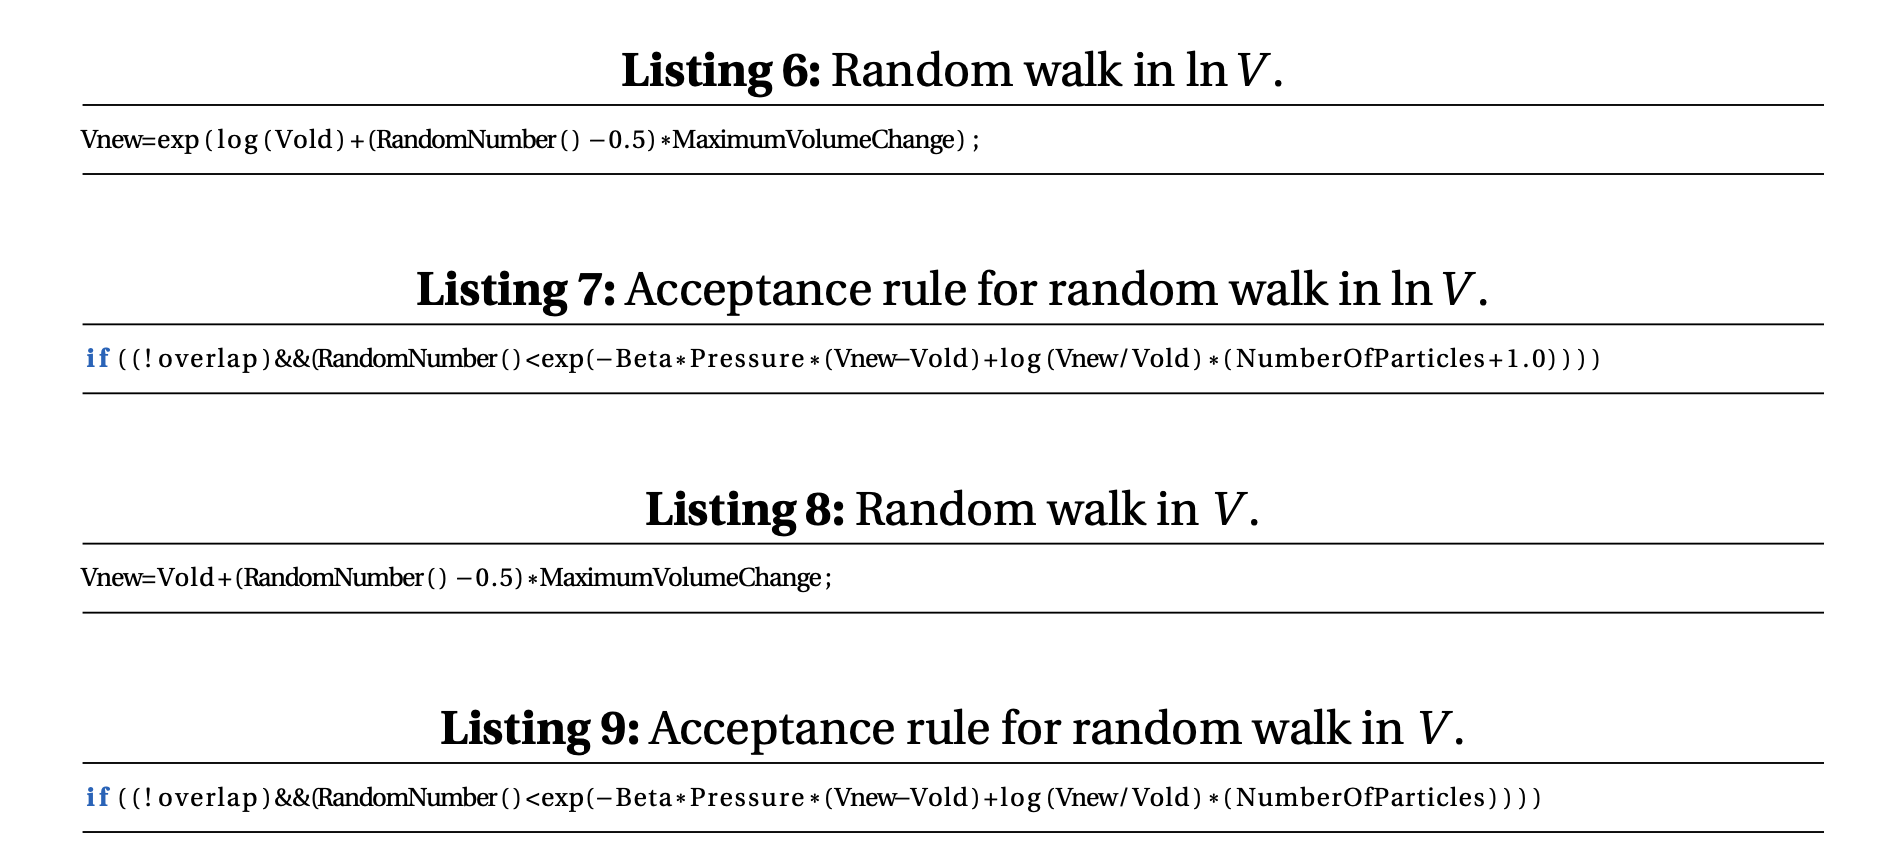 Listing 6: Random walk in ln V.
Vnew=exp(log(Vold)+(RandomNumber()−0.5)*MaximumVolumeChange);
Listing 7: Acceptance rule for random walk in ln V.
if((!overlap)&&(RandomNumber()<exp(−Beta*Pressure*(Vnew−Vold)+log(Vnew/Vold)*(NumberOfParticles+1.0))))
Listing 8: Random walk in V.
Vnew=Vold+(RandomNumber()−0.5)*MaximumVolumeChange;
Listing 9: Acceptance rule for random walk in V.
if((!overlap)&&(RandomNumber()<exp(−Beta*Pressure*(Vnew−Vold)+log(Vnew/Vold)*(NumberOfParticles))))